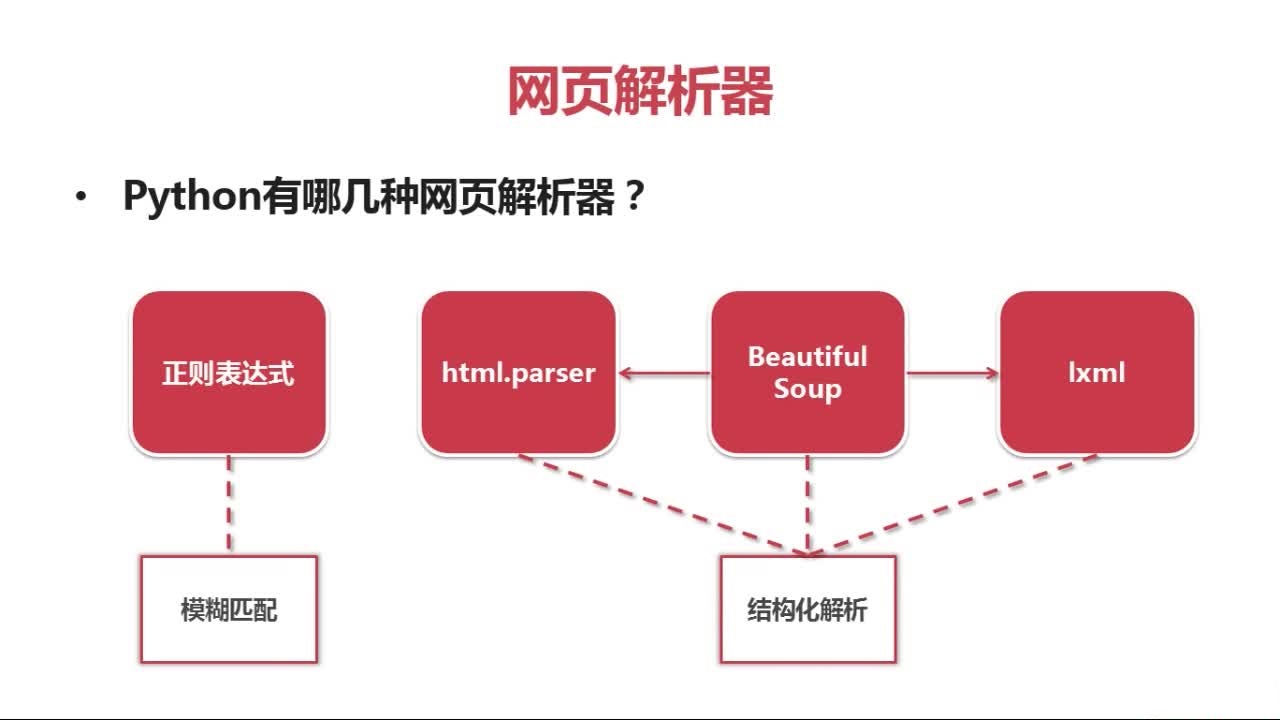 网页解析器
• Python有哪几种网页解析器？
正则表达式
html.parser
Beautiful
Soup
lxml
模糊匹配
结构化解析